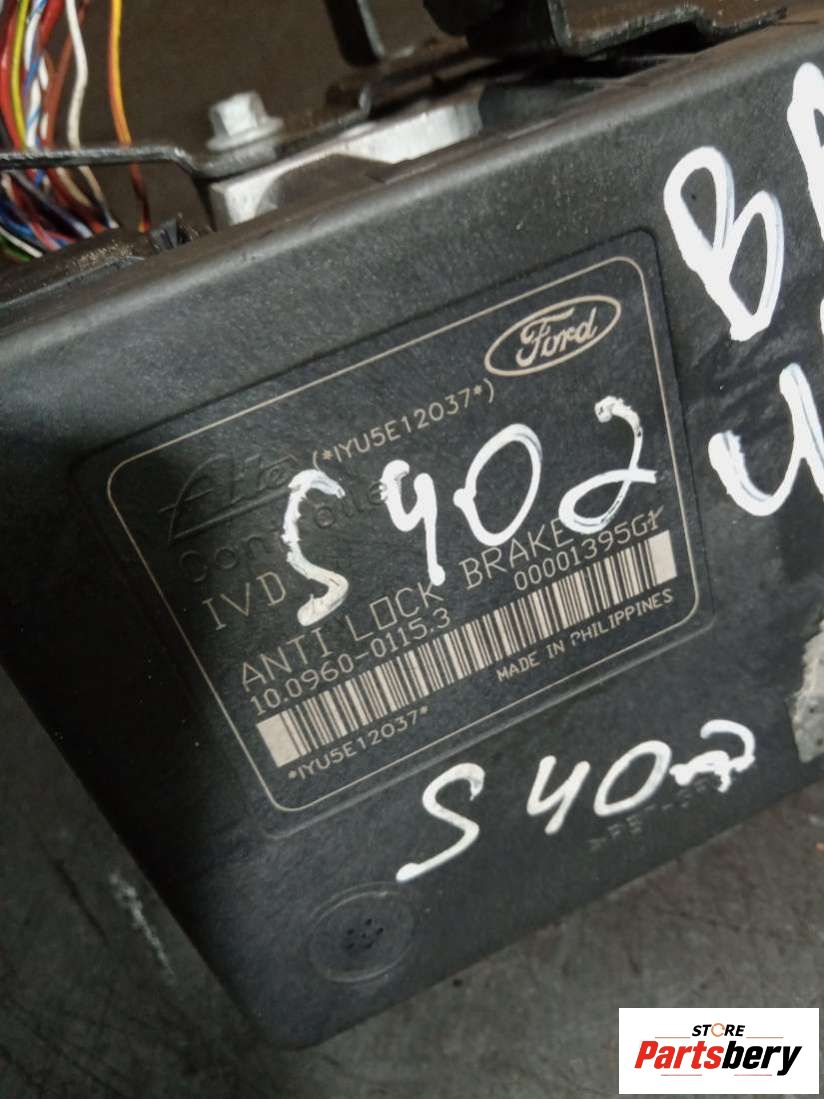 Ford
(*IYU5E12037*)
Controller
IVD
S402
ANTI LOCK BRAKE
10.0960-0115.3 00001395G1
MADE IN PHILIPPINES
*IYU5E12037*
S402
B
4
STORE
Partsbery